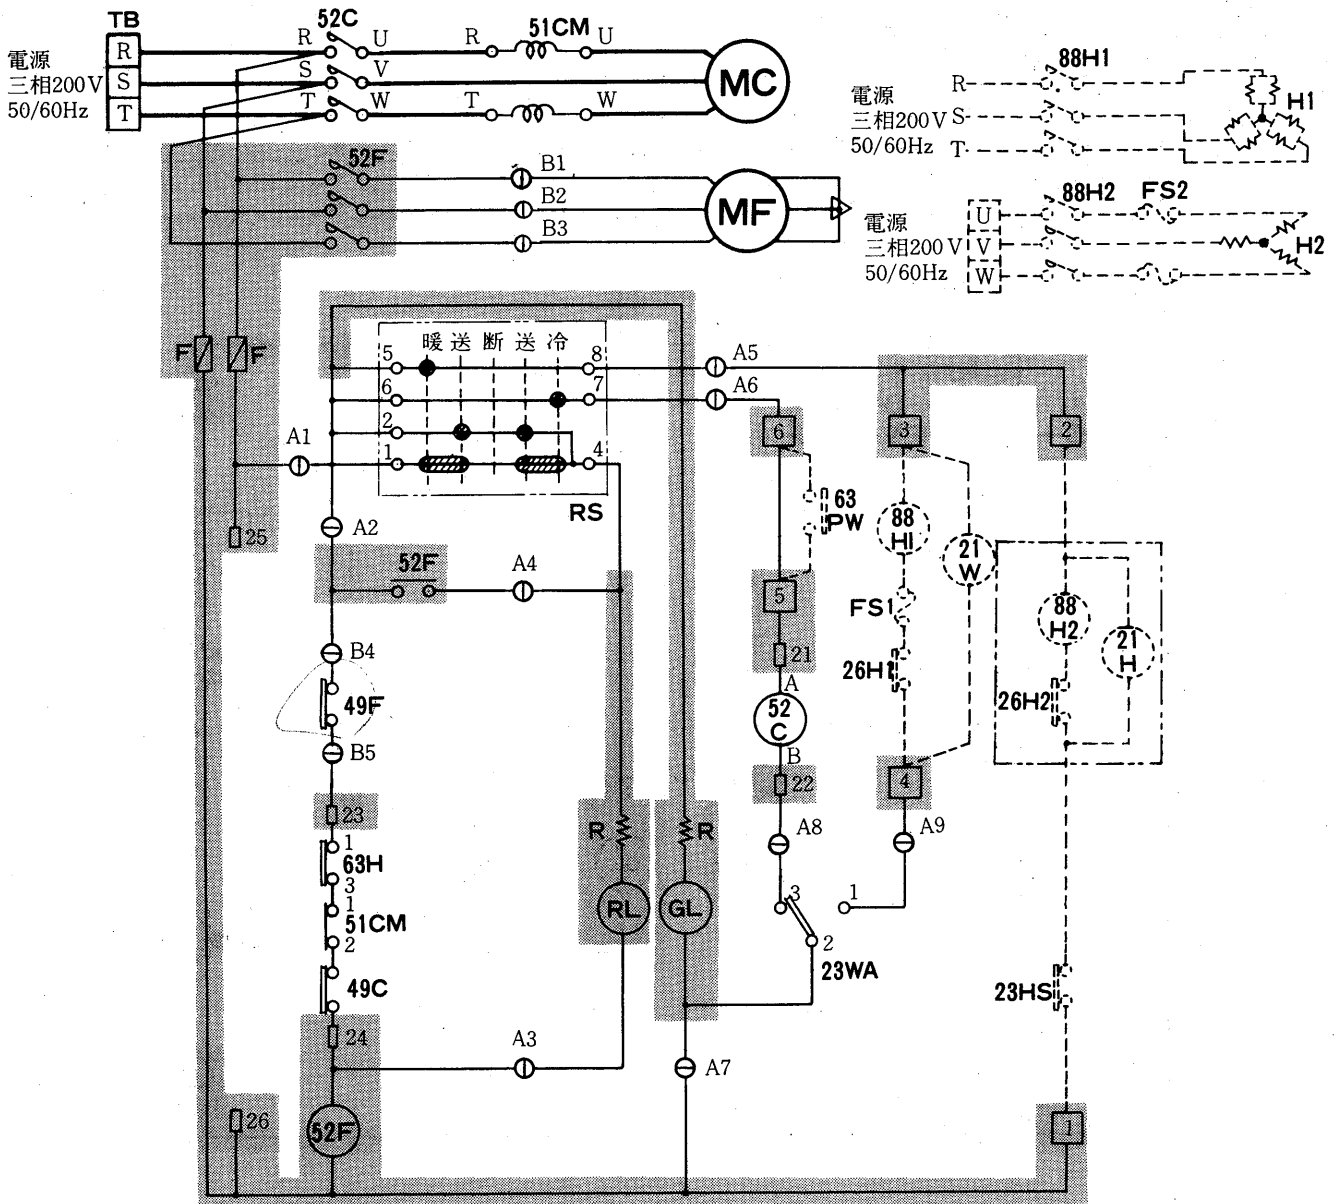 TB
52C
51CM
電源
三相200V
50/60Hz
R
S
T
R
U
S
V
T
W
R
U
T
W
MC
52F
B1
B2
B3
MF
電源
三相200V
50/60Hz
R
S
T
88H1
H1
電源
三相200V
50/60Hz
U
V
W
88H2
FS2
H2
F
F
暖 送 断 送 冷
5
8
6
7
2
1
4
RS
A1
A5
A6
25
A2
52F
A4
B4
49F
B5
23
1
63H
3
1
51CM
2
49C
24
A3
52F
26
R
R
RL
GL
A7
6
63
PW
5
21
A
52
C
B
22
A8
3
1
2
23WA
3
88
H1
21
W
FS1
26H1
4
A9
2
88
H2
21
H
26H2
23HS
1